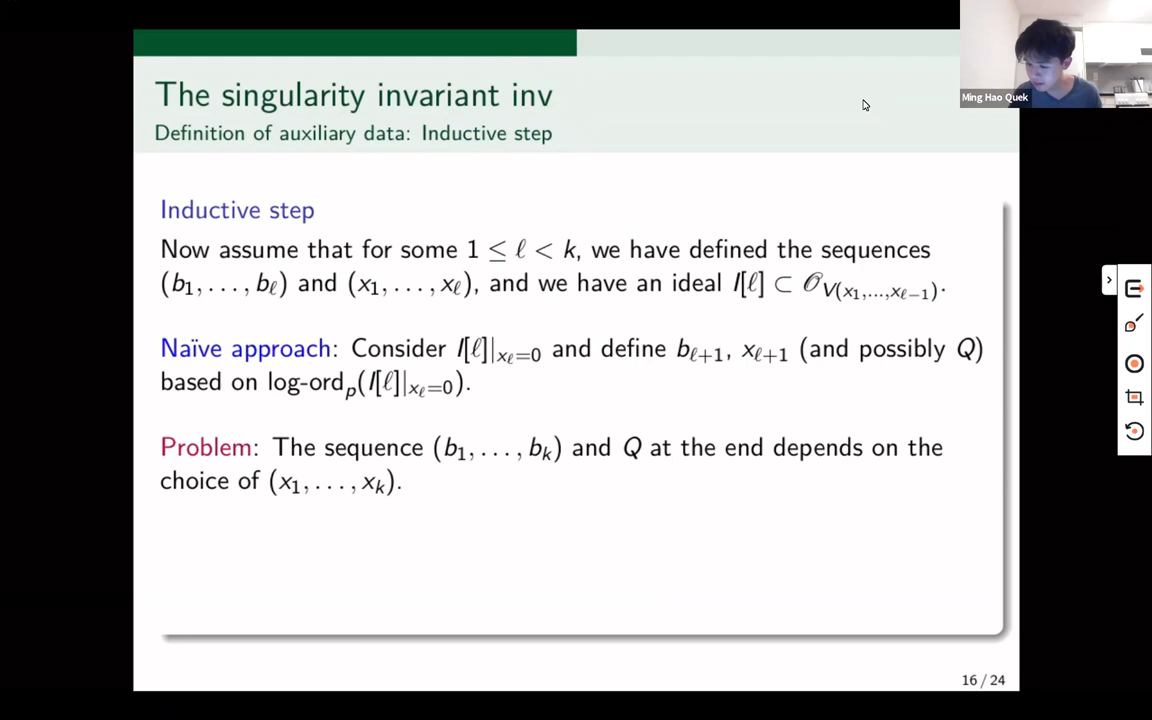 The singularity invariant inv
Definition of auxiliary data: Inductive step
Ming Hao Quek
Inductive step
Now assume that for some 1 ≤ ℓ < k, we have defined the sequences
(b₁, . . . , b_ℓ) and (x₁, . . . , x_ℓ), and we have an ideal I[ℓ] ⊂ 𝒪_{V(x₁,...,x_{ℓ−1})}.
Naïve approach: Consider I[ℓ]|_{x_ℓ=0} and define b_{ℓ+1}, x_{ℓ+1} (and possibly Q)
based on log-ord_p(I[ℓ]|_{x_ℓ=0}).
Problem: The sequence (b₁, . . . , b_k) and Q at the end depends on the
choice of (x₁, . . . , x_k).
16 / 24